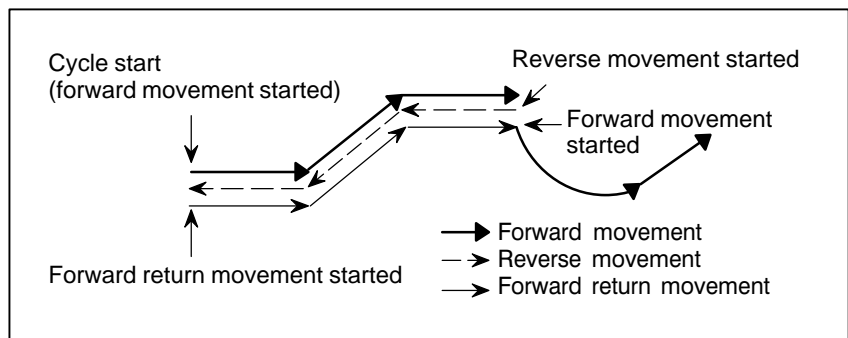 Cycle start
(forward movement started)
Reverse movement started
Forward movement
started
Forward return movement started
Forward movement
Reverse movement
Forward return movement